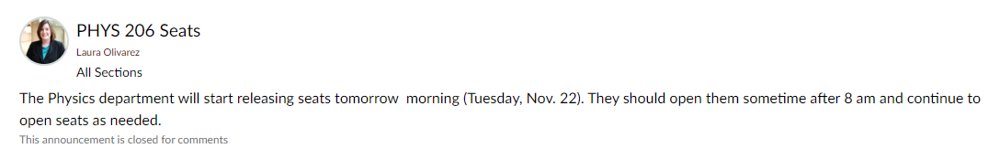 PHYS 206 Seats
Laura Olivarez
All Sections
The Physics department will start releasing seats tomorrow  morning (Tuesday, Nov. 22). They should open them sometime after 8 am and continue to
open seats as needed.
This announcement is closed for comments